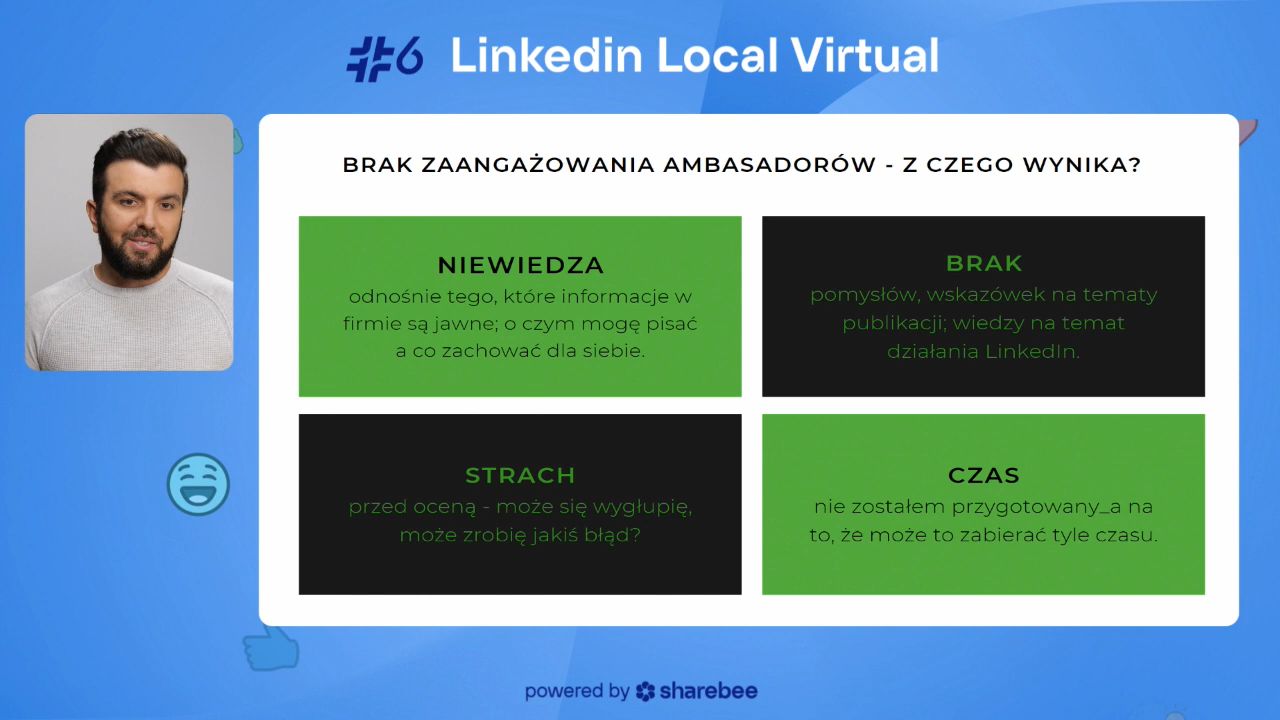 #6 Linkedin Local Virtual
BRAK ZAANGAŻOWANIA AMBASADORÓW - Z CZEGO WYNIKA?
NIEWIEDZA
odnośnie tego, które informacje w
firmie są jawne; o czym mogę pisać
a co zachować dla siebie.
BRAK
pomysłów, wskazówek na tematy
publikacji; wiedzy na temat
działania LinkedIn.
STRACH
przed oceną - może się wygłupię,
może zrobię jakiś błąd?
CZAS
nie zostałem przygotowany_a na
to, że może to zabierać tyle czasu.
powered by sharebee